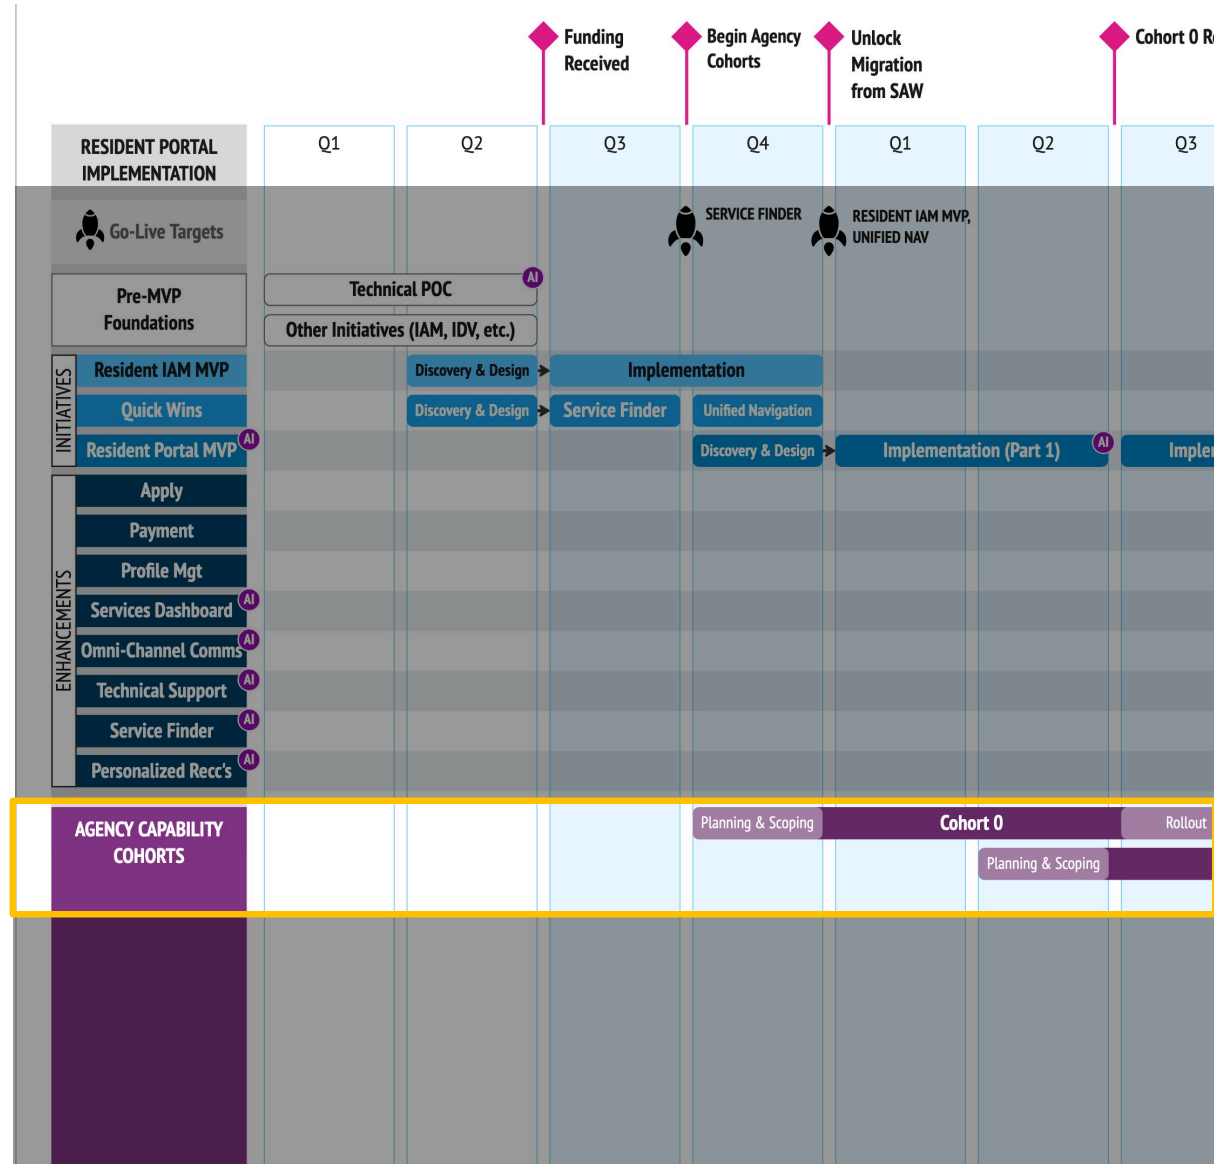 Funding
Received
Begin Agency
Cohorts
Unlock
Migration
from SAW
Cohort 0 R
RESIDENT PORTAL
IMPLEMENTATION
Q1
Q2
Q3
Q4
Q1
Q2
Q3
Go-Live Targets
SERVICE FINDER
RESIDENT IAM MVP,
UNIFIED NAV
Pre-MVP
Foundations
Technical POC
AI
Other Initiatives (IAM, IDV, etc.)
INITIATIVES
Resident IAM MVP
Discovery & Design
Implementation
Quick Wins
Discovery & Design
Service Finder
Unified Navigation
Resident Portal MVP
AI
Discovery & Design
Implementation (Part 1)
AI
Imple
ENHANCEMENTS
Apply
Payment
Profile Mgt
Services Dashboard
AI
Omni-Channel Comms
AI
Technical Support
AI
Service Finder
AI
Personalized Recc's
AI
AGENCY CAPABILITY
COHORTS
Planning & Scoping
Cohort 0
Rollout
Planning & Scoping